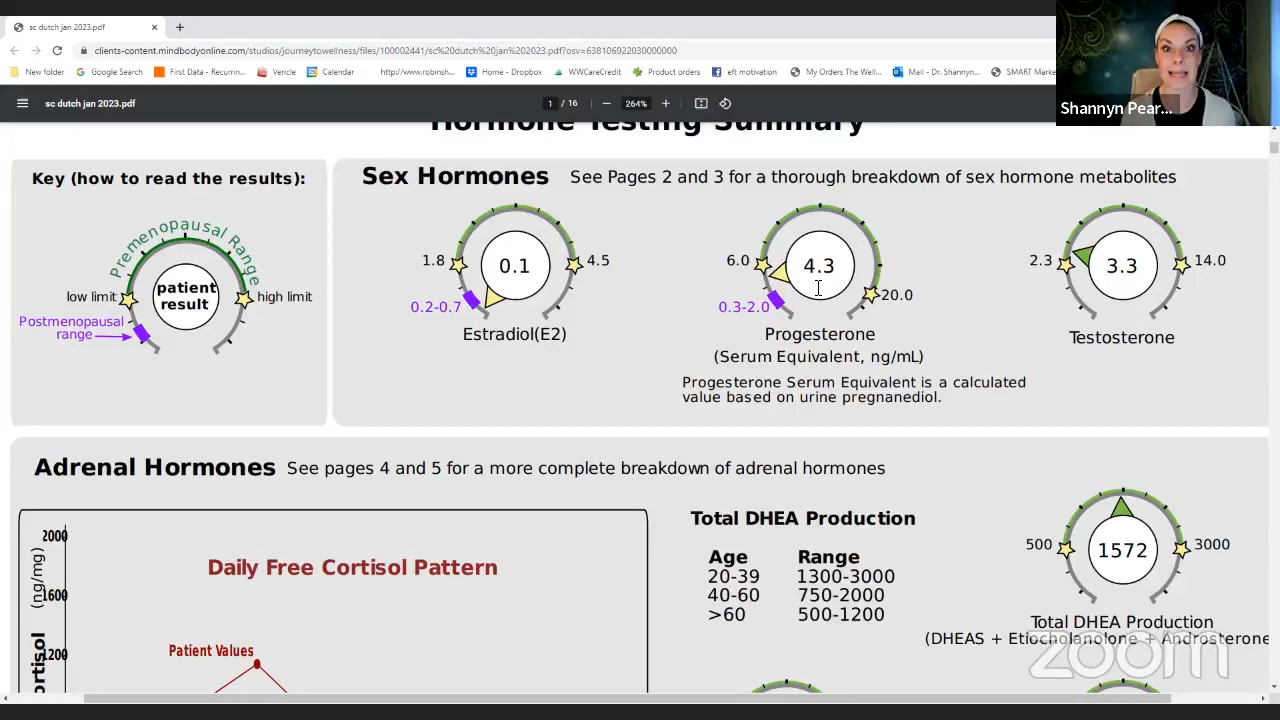 sc dutch jan 2023.pdf
clients-content.mindbodyonline.com/studios/journeytowellness/files/100002441/sc%20dutch%20jan%202023.pdf?osv=638106922030000000
New folder
Google Search
First Data - Recurrin...
Vericle
Calendar
http//www.robinsh...
Home - Dropbox
WWCareCredit
Product orders
eft motivation
My Orders The Well...
Mail - Dr. Shannyn...
SMART Marke
Shannyn Pear...
sc dutch jan 2023.pdf
1 / 16
264%
Hormone Testing Summary
Key (how to read the results):
Premenopausal Range
low limit
patient
result
high limit
Postmenopausal
range
Sex Hormones See Pages 2 and 3 for a thorough breakdown of sex hormone metabolites
1.8
0.1
4.5
0.2-0.7
Estradiol(E2)
6.0
4.3
20.0
0.3-2.0
Progesterone
(Serum Equivalent, ng/mL)
Progesterone Serum Equivalent is a calculated
value based on urine pregnanediol.
2.3
3.3
14.0
Testosterone
Adrenal Hormones See pages 4 and 5 for a more complete breakdown of adrenal hormones
2000
1600
1200
(ng/mg)
Daily Free Cortisol Pattern
Patient Values
Total DHEA Production
Age Range
20-39 1300-3000
40-60 750-2000
>60 500-1200
500
1572
3000
Total DHEA Production
(DHEAS + Etiocholanolone + Androsterone
zoom